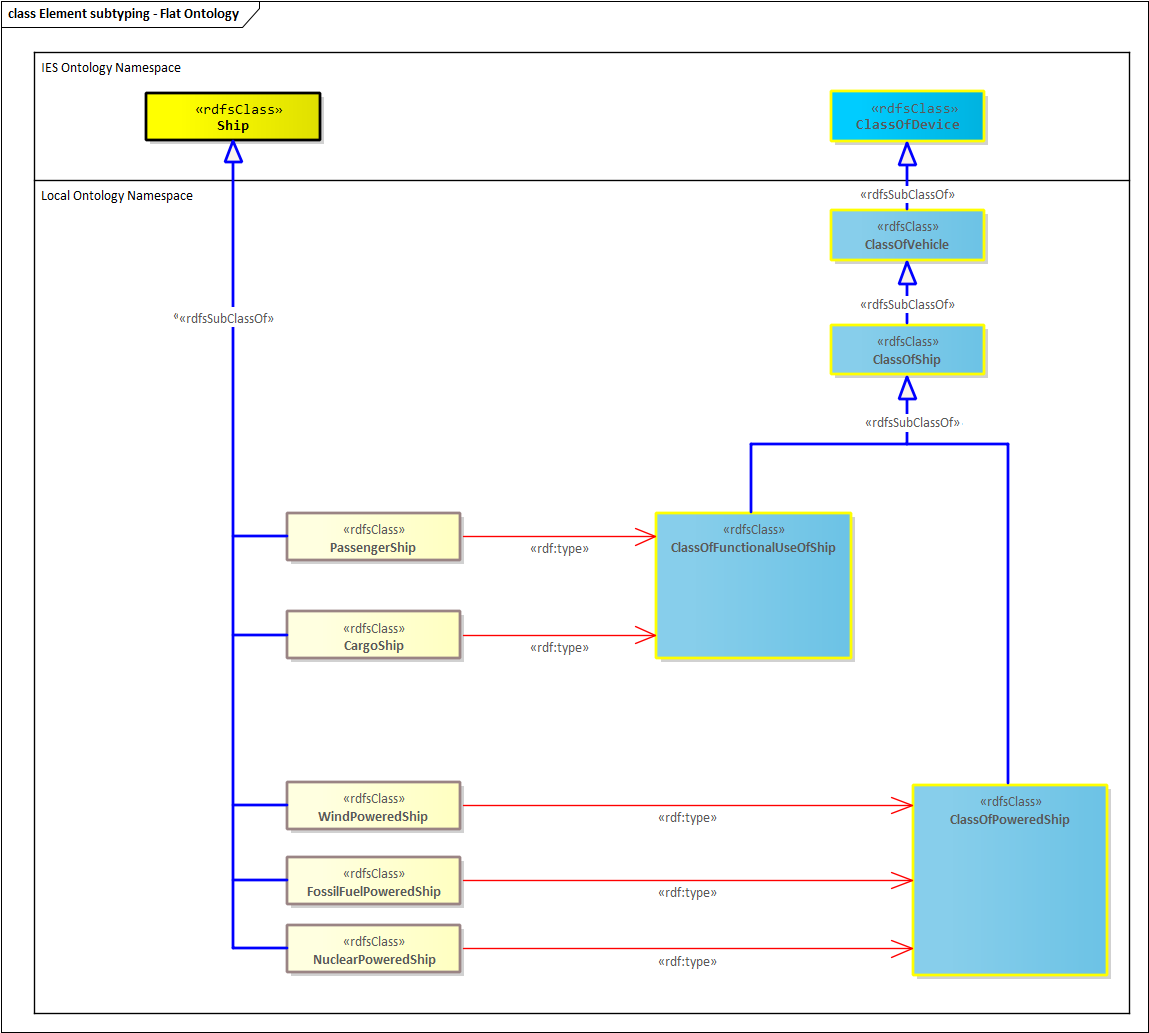 class Element subtyping - Flat Ontology
IES Ontology Namespace
«rdfsClass»
Ship
«rdfsClass»
ClassOfDevice
Local Ontology Namespace
«rdfsSubClassOf»
«rdfsClass»
ClassOfVehicle
«rdfsSubClassOf»
«rdfsSubClassOf»
«rdfsClass»
ClassOfShip
«rdfsSubClassOf»
«rdfsClass»
PassengerShip
«rdf:type»
«rdfsClass»
ClassOfFunctionalUseOfShip
«rdfsClass»
CargoShip
«rdf:type»
«rdfsClass»
WindPoweredShip
«rdf:type»
«rdfsClass»
ClassOfPoweredShip
«rdfsClass»
FossilFuelPoweredShip
«rdf:type»
«rdfsClass»
NuclearPoweredShip
«rdf:type»